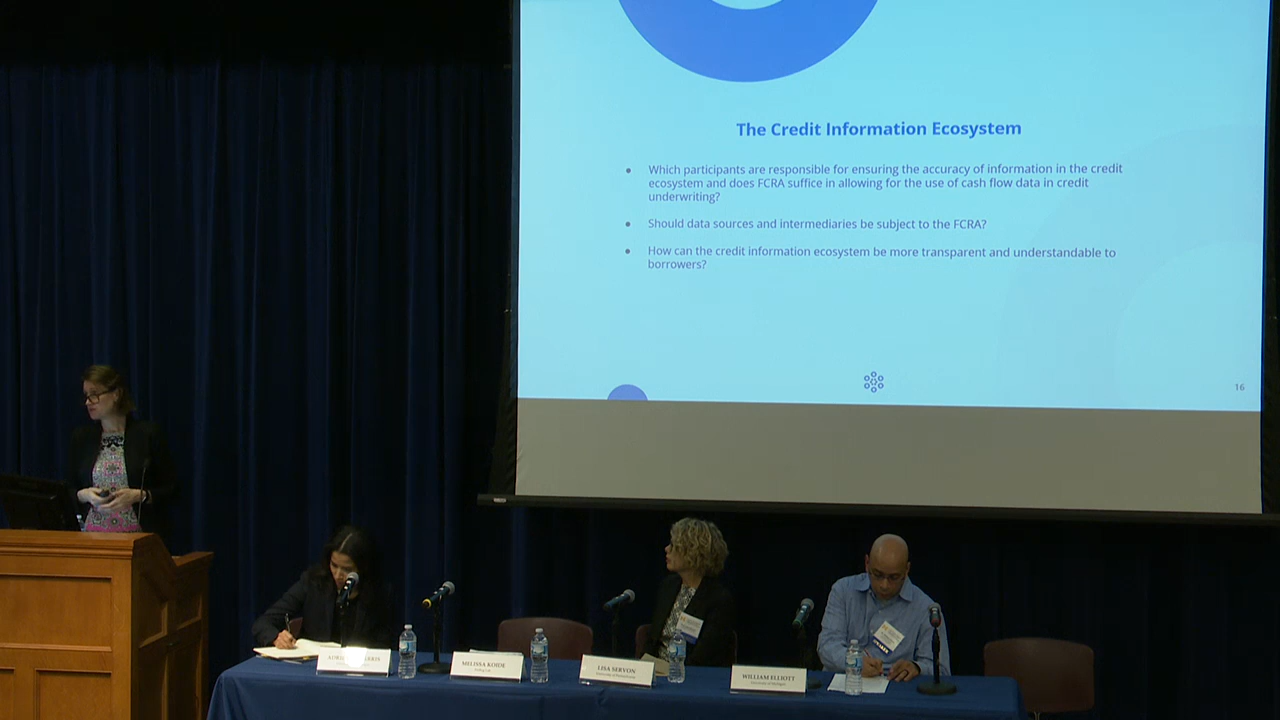 The Credit Information Ecosystem
• Which participants are responsible for ensuring the accuracy of information in the credit
ecosystem and does FCRA suffice in allowing for the use of cash flow data in credit
underwriting?
• Should data sources and intermediaries be subject to the FCRA?
• How can the credit information ecosystem be more transparent and understandable to
borrowers?
16
MELISSA KOIDE
LISA SERVON
WILLIAM ELLIOTT